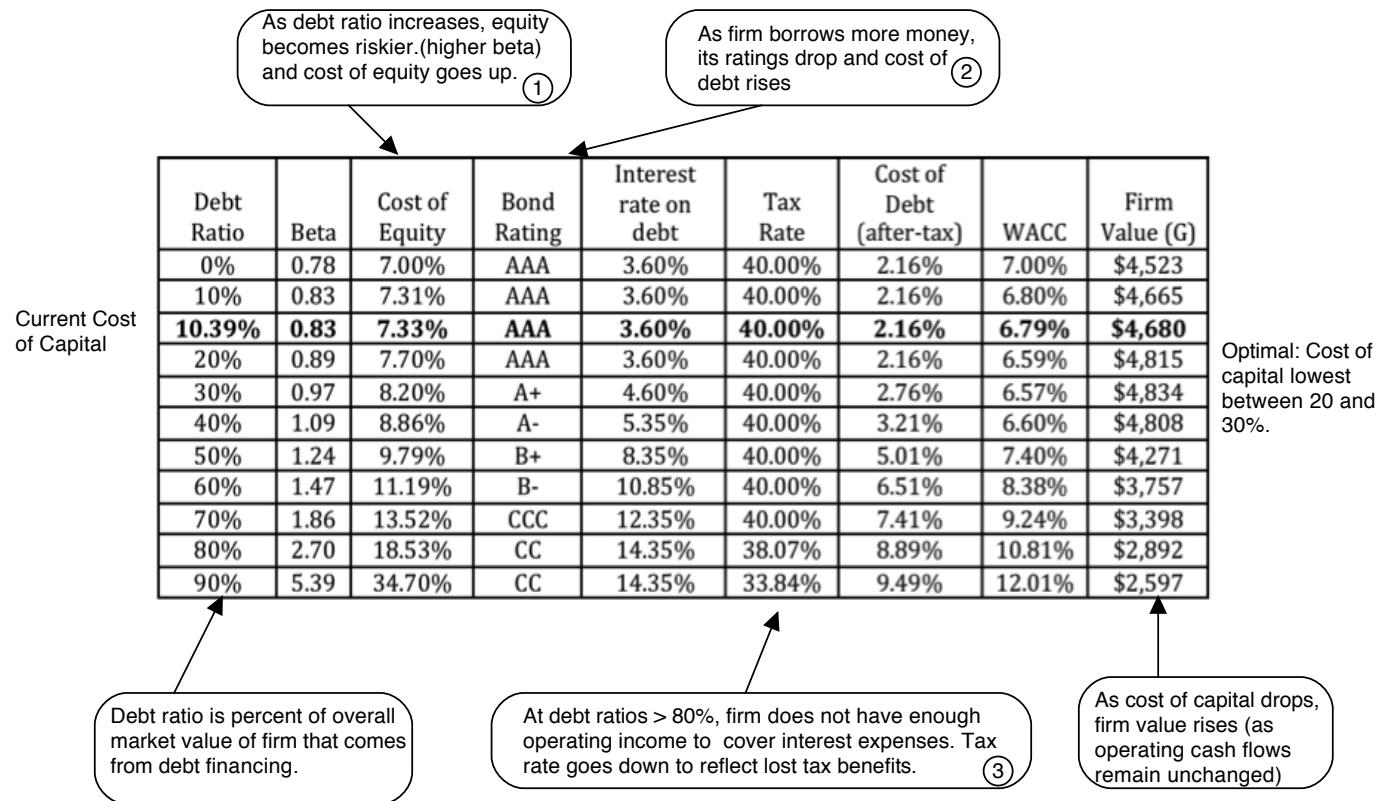 As debt ratio increases, equity
becomes riskier.(higher beta)
and cost of equity goes up.
1
As firm borrows more money,
its ratings drop and cost of
debt rises
2
Debt Ratio Beta Cost of Equity Bond Rating Interest rate on debt Tax Rate Cost of Debt (after-tax) WACC Firm Value (G)
0% 0.78 7.00% AAA 3.60% 40.00% 2.16% 7.00% $4,523
10% 0.83 7.31% AAA 3.60% 40.00% 2.16% 6.80% $4,665
Current Cost
of Capital
10.39% 0.83 7.33% AAA 3.60% 40.00% 2.16% 6.79% $4,680
20% 0.89 7.70% AAA 3.60% 40.00% 2.16% 6.59% $4,815
30% 0.97 8.20% A+ 4.60% 40.00% 2.76% 6.57% $4,834
40% 1.09 8.86% A- 5.35% 40.00% 3.21% 6.60% $4,808
50% 1.24 9.79% B+ 8.35% 40.00% 5.01% 7.40% $4,271
60% 1.47 11.19% B- 10.85% 40.00% 6.51% 8.38% $3,757
70% 1.86 13.52% CCC 12.35% 40.00% 7.41% 9.24% $3,398
80% 2.70 18.53% CC 14.35% 38.07% 8.89% 10.81% $2,892
90% 5.39 34.70% CC 14.35% 33.84% 9.49% 12.01% $2,597
Optimal: Cost of
capital lowest
between 20 and
30%.
Debt ratio is percent of overall
market value of firm that comes
from debt financing.
At debt ratios > 80%, firm does not have enough
operating income to cover interest expenses. Tax
rate goes down to reflect lost tax benefits.
3
As cost of capital drops,
firm value rises (as
operating cash flows
remain unchanged)